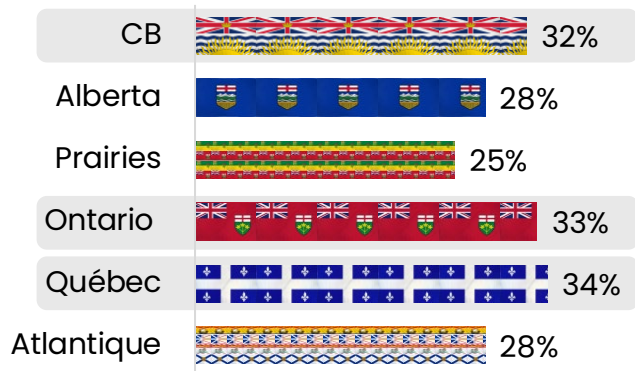 CB 32%
Alberta 28%
Prairies 25%
Ontario 33%
Québec 34%
Atlantique 28%